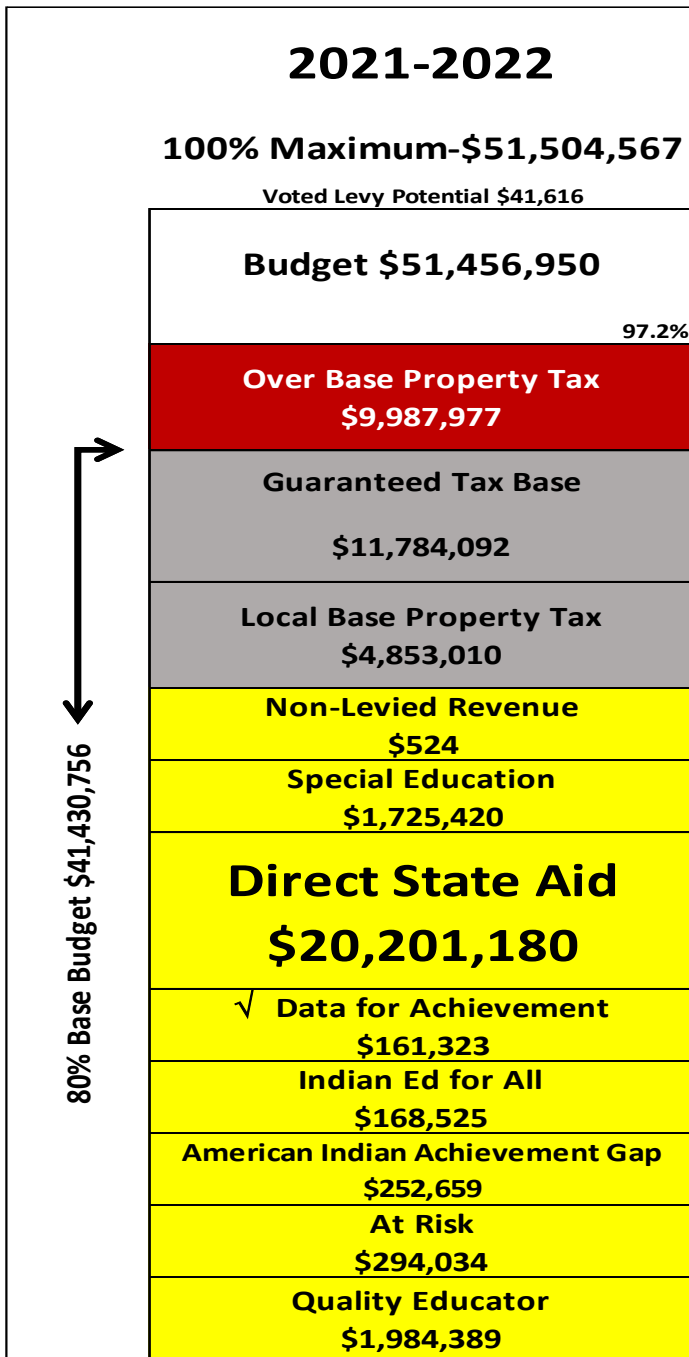 2021-2022
100% Maximum-$51,504,567
Voted Levy Potential $41,616
Budget $51,456,950
97.2%
Over Base Property Tax
$9,987,977
Guaranteed Tax Base
$11,784,092
Local Base Property Tax
$4,853,010
Non-Levied Revenue
$524
Special Education
$1,725,420
Direct State Aid
$20,201,180
√ Data for Achievement
$161,323
Indian Ed for All
$168,525
American Indian Achievement Gap
$252,659
At Risk
$294,034
Quality Educator
$1,984,389
80% Base Budget $41,430,756